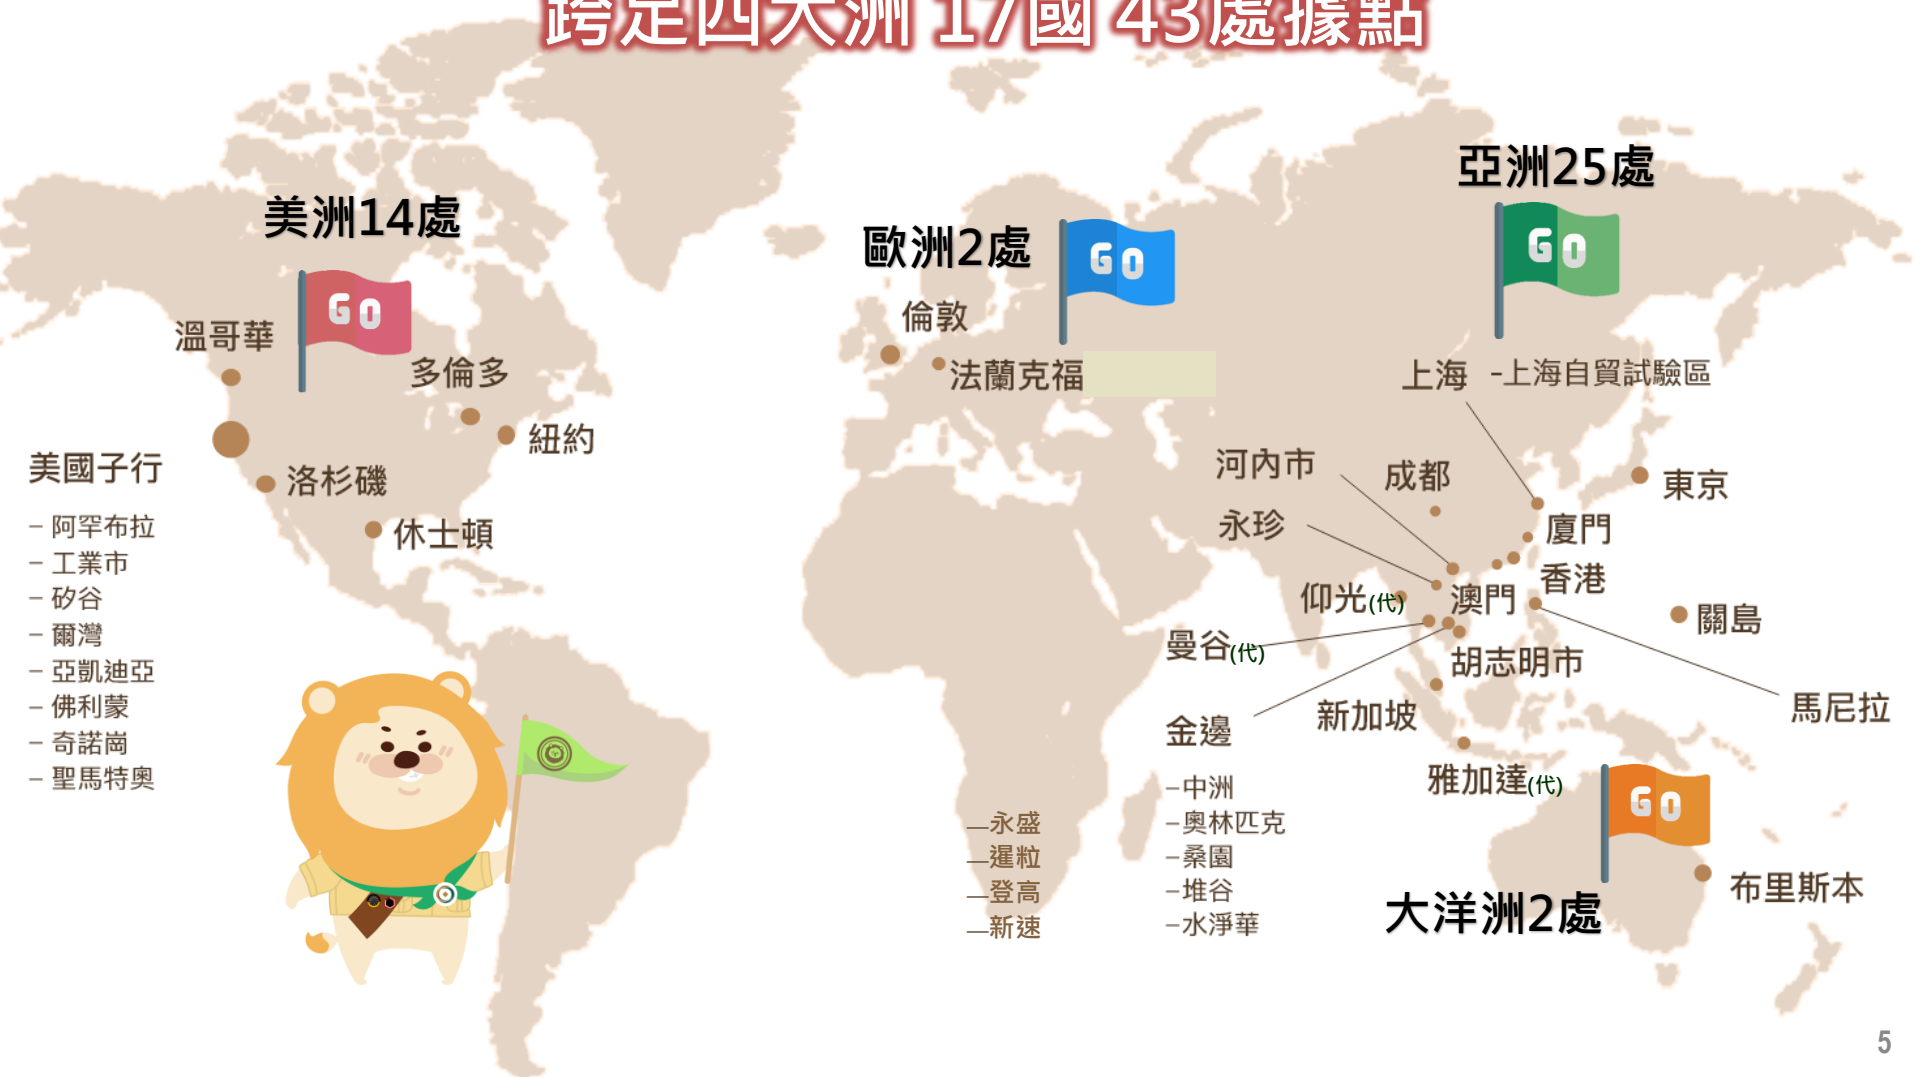 跨足四大洲 17國 43處據點
美洲14處
GO
溫哥華
多倫多
紐約
美國子行
洛杉磯
休士頓
– 阿罕布拉
– 工業市
– 矽谷
– 爾灣
– 亞凱迪亞
– 佛利蒙
– 奇諾崗
– 聖馬特奧
歐洲2處
GO
倫敦
法蘭克福
亞洲25處
GO
上海 -上海自貿試驗區
河內市
成都
東京
永珍
廈門
香港
仰光(代)
澳門
關島
曼谷(代)
胡志明市
馬尼拉
新加坡
金邊
雅加達(代)
–中洲
–奧林匹克
–桑園
–堆谷
–水淨華
—永盛
—暹粒
—登高
—新速
GO
大洋洲2處
布里斯本
5